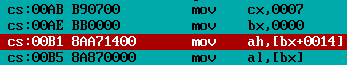 cs:00AB B90700 mov cx,0007
cs:00AE BB0000 mov bx,0000
cs:00B1 8AA71400 mov ah,[bx+0014]
cs:00B5 8A870000 mov al,[bx]